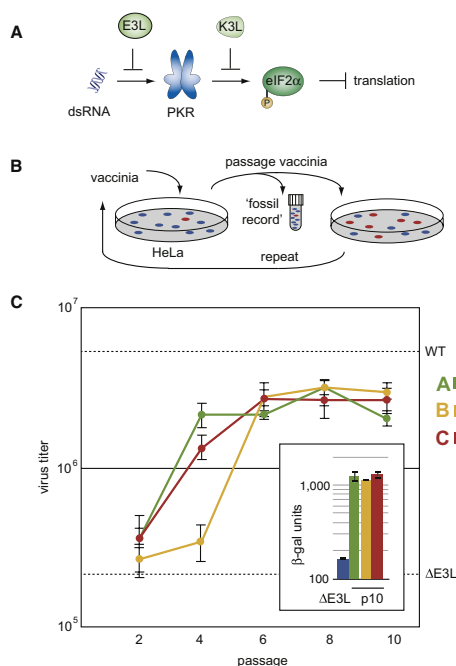 A
E3L
K3L
dsRNA
PKR
eIF2α
P
translation
B
vaccinia
passage vaccinia
'fossil
record'
HeLa
repeat
C
10⁷
10⁶
10⁵
virus titer
WT
ΔE3L
A
B
C
1,000
100
β-gal units
ΔE3L p10
2 4 6 8 10
passage